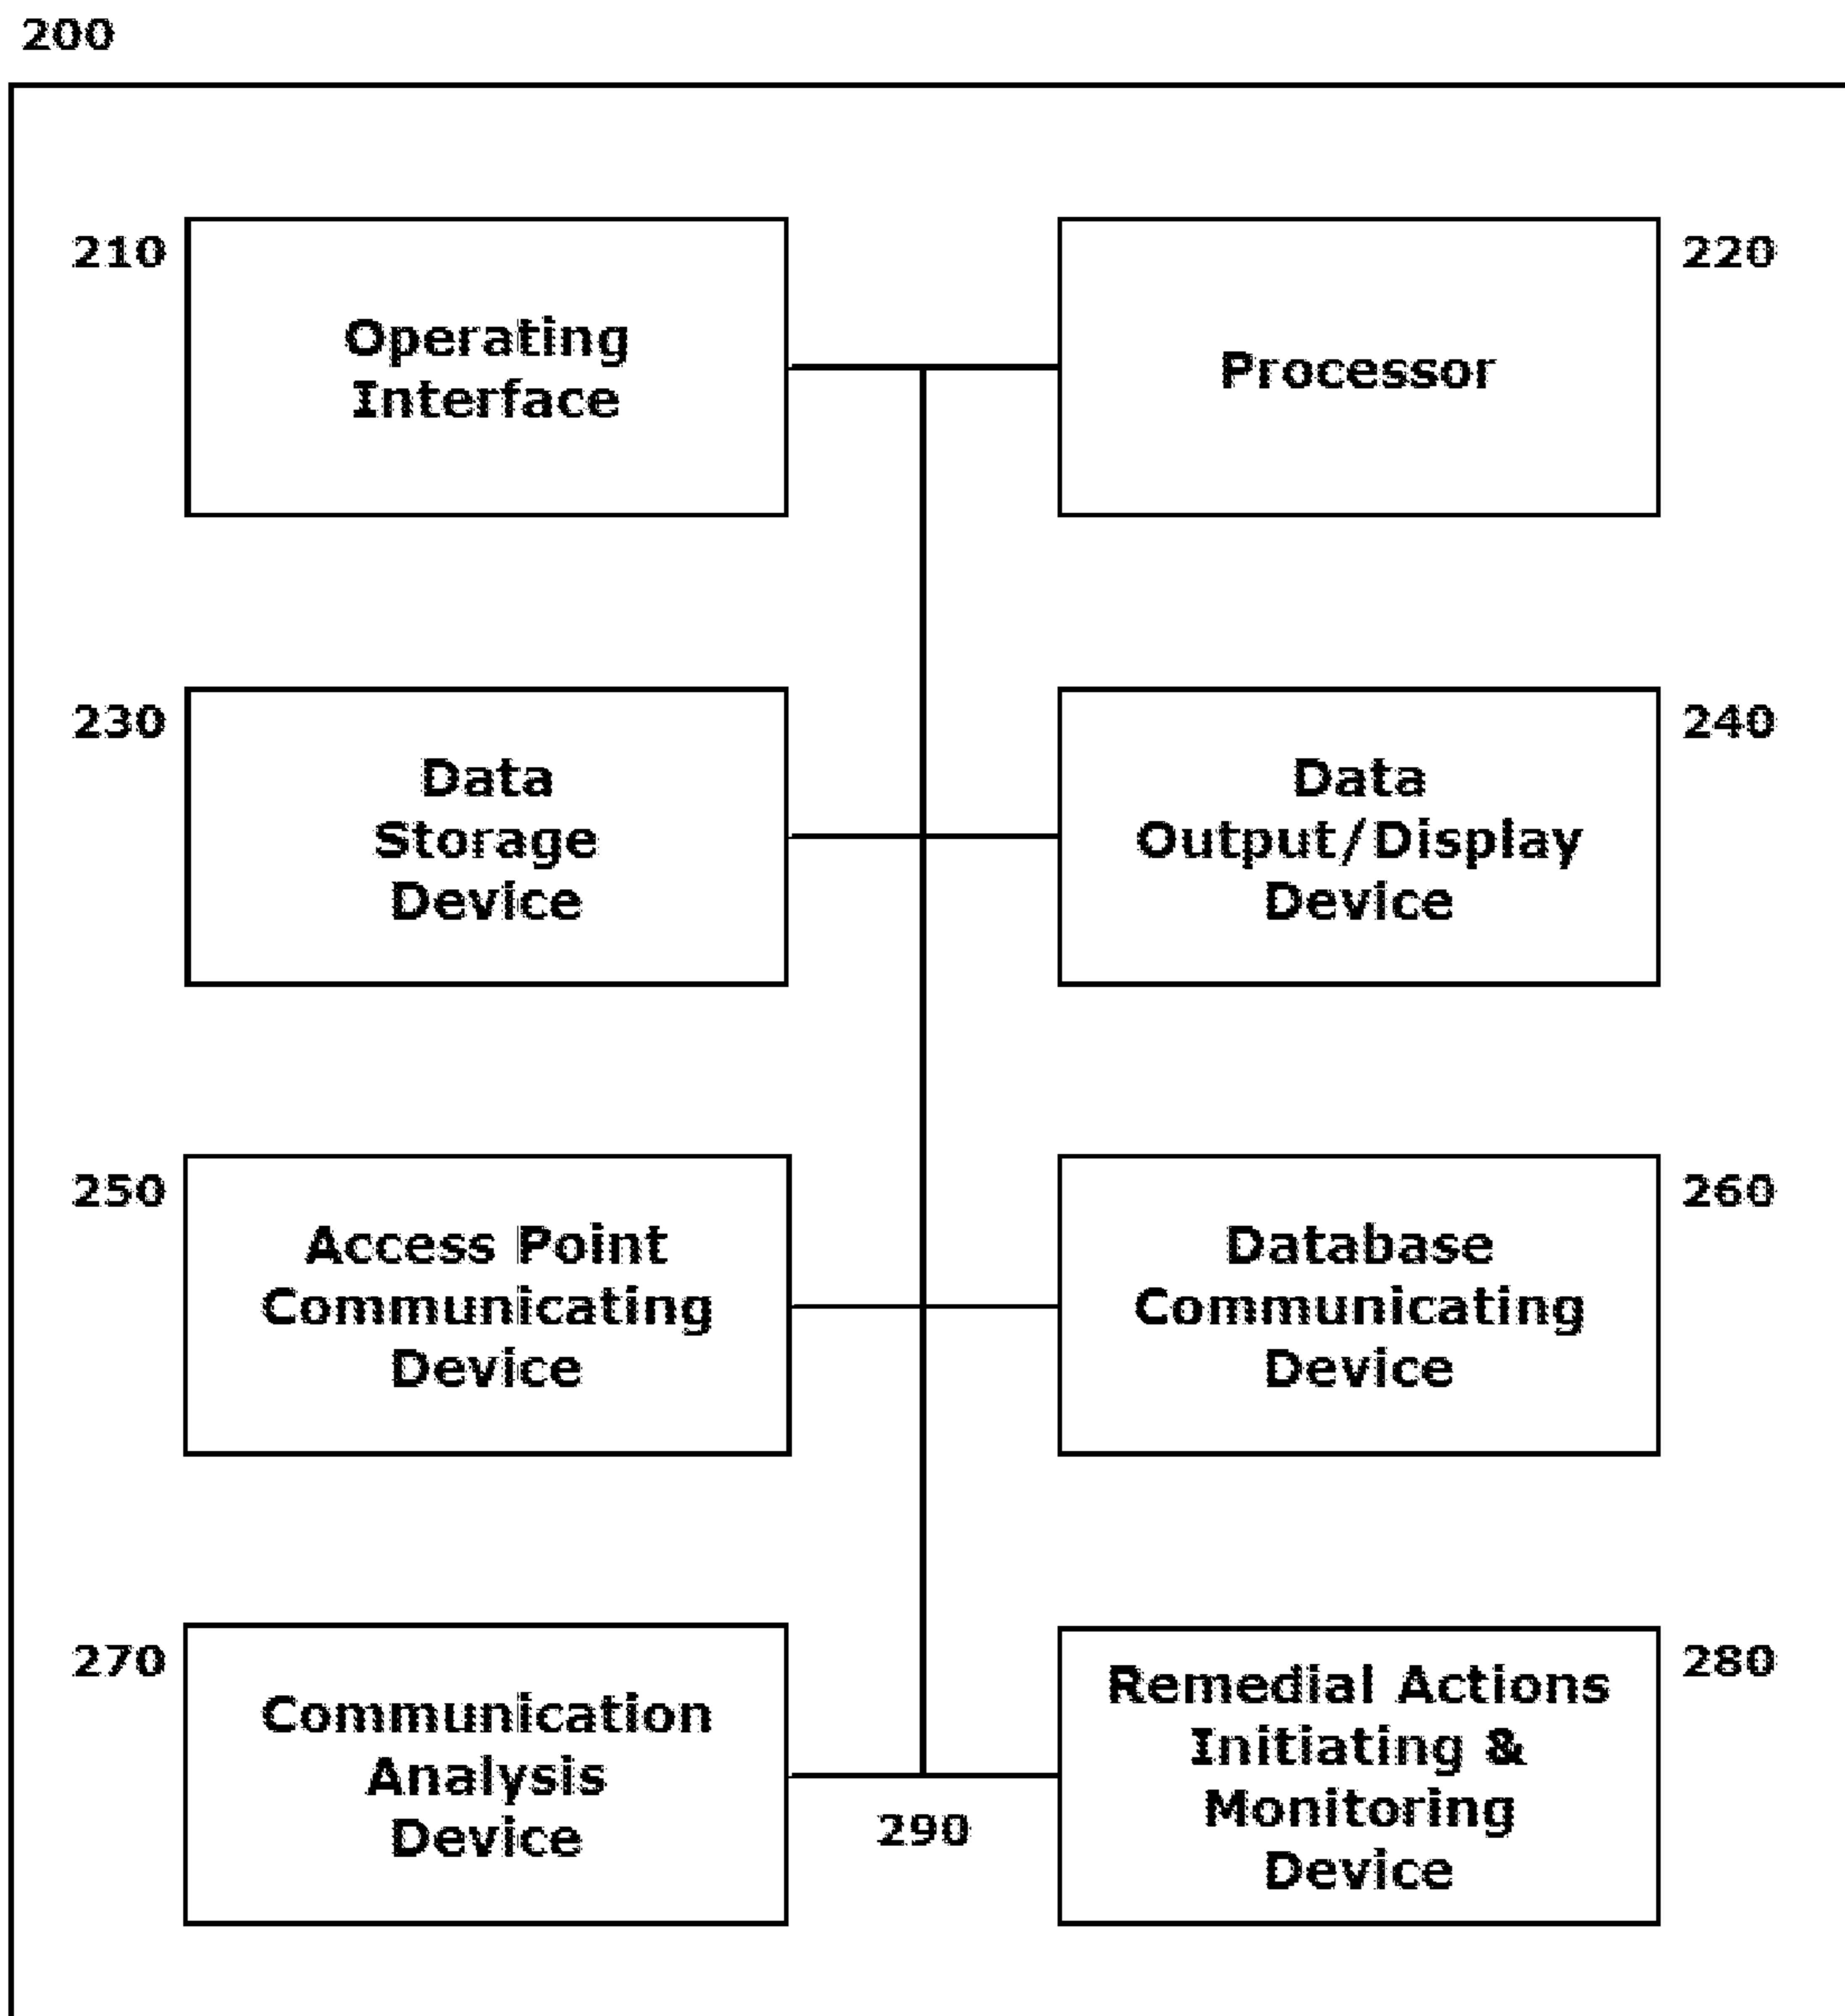 200
210
Operating
Interface
220
Processor
230
Data
Storage
Device
240
Data
Output/Display
Device
250
Access Point
Communicating
Device
260
Database
Communicating
Device
270
Communication
Analysis
Device
280
Remedial Actions
Initiating &
Monitoring
Device
290